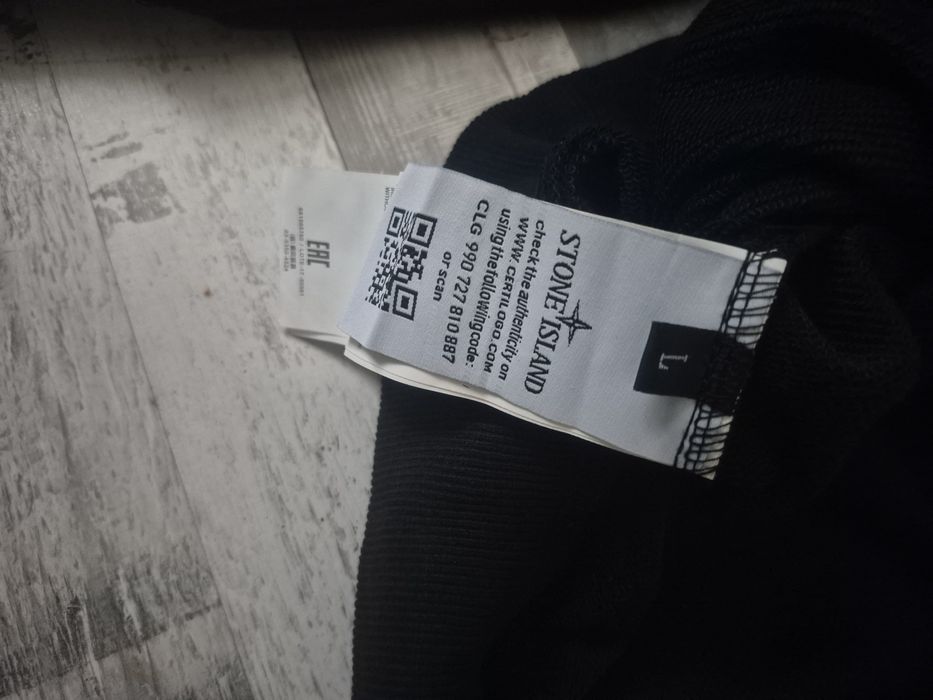 STONE ISLAND
check the authenticity on
WWW.CERTILOGO.COM
using the following code:
CLG 990 727 810 887
or scan
L
EAC